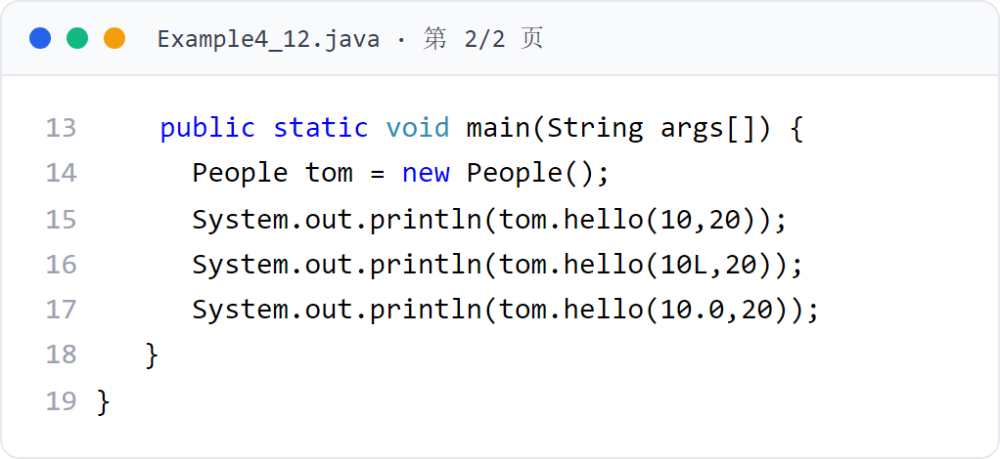 Example4_12.java · 第 2/2 页
13     public static void main(String args[]) {
14       People tom = new People();
15       System.out.println(tom.hello(10,20));
16       System.out.println(tom.hello(10L,20));
17       System.out.println(tom.hello(10.0,20));
18    }
19 }